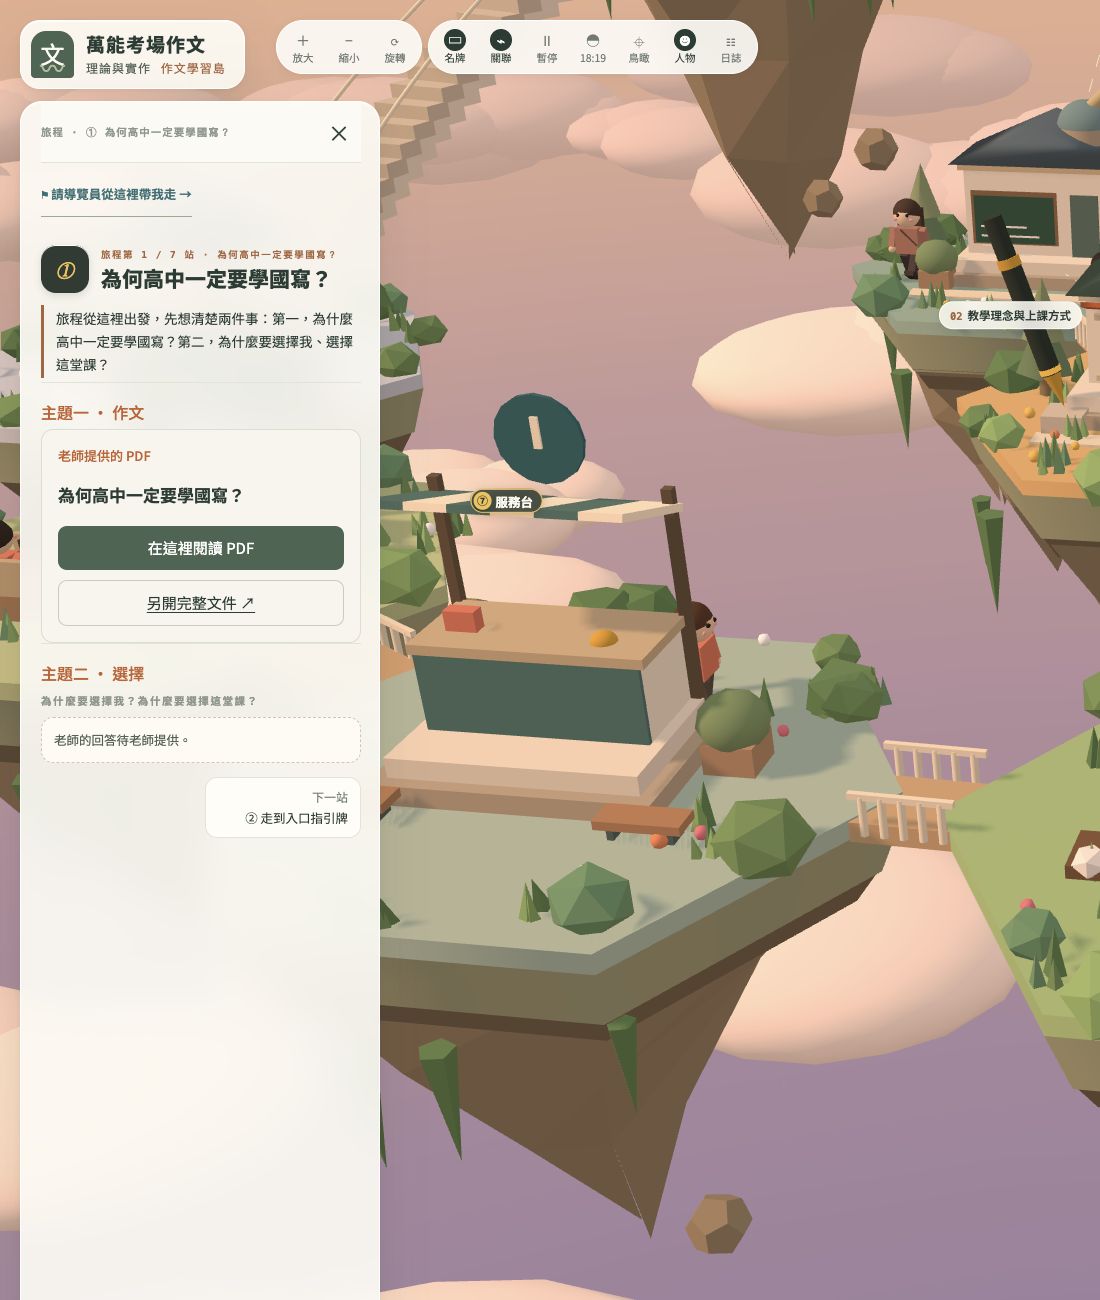 文
萬能考場作文
理論與實作 作文學習島
放大
縮小
旋轉
名牌
關聯
暫停
18:19
鳥瞰
人物
日誌
旅程 · ① 為何高中一定要學國寫？
請導覽員從這裡帶我走 →
①
旅程第 1 / 7 站 · 為何高中一定要學國寫？
為何高中一定要學國寫？
旅程從這裡出發，先想清楚兩件事：第一，為什麼
高中一定要學國寫？第二，為什麼要選擇我、選擇
這堂課？
主題一 · 作文
老師提供的 PDF
為何高中一定要學國寫？
在這裡閱讀 PDF
另開完整文件 ↗
主題二 · 選擇
為什麼要選擇我？為什麼要選擇這堂課？
老師的回答待老師提供。
下一站
② 走到入口指引牌
02 教學理念與上課方式
⑦ 服務台